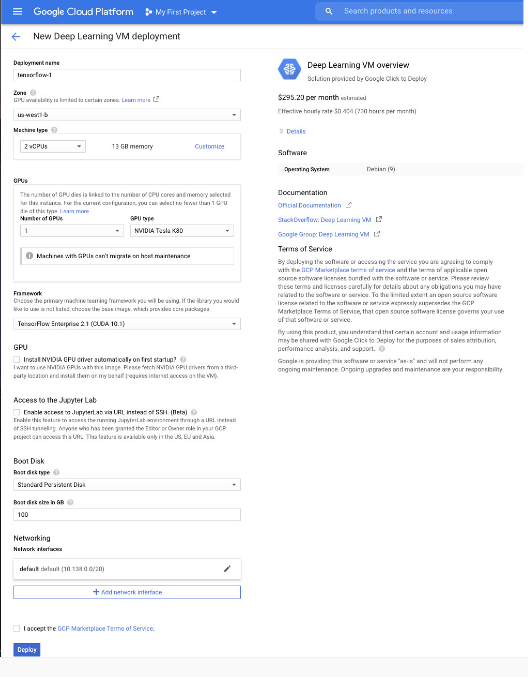 Google Cloud Platform
My First Project
Search products and resources
New Deep Learning VM deployment
Deployment name
tensorflow-1
Zone
GPU availability is limited to certain zones. Learn more
us-west1-b
Machine type
2 vCPUs
13 GB memory
Customize
GPUs
The number of GPU dies is linked to the number of CPU cores and memory selected
for this instance. For the current configuration, you can select no fewer than 1 GPU
die of this type. Learn more
Number of GPUs
GPU type
1
NVIDIA Tesla K80
Machines with GPUs can't migrate on host maintenance
Framework
Choose the primary machine learning framework you will be using. If the library you would
like to use is not listed, choose the base image, which provides core packages.
TensorFlow Enterprise 2.1 (CUDA 10.1)
GPU
Install NVIDIA GPU driver automatically on first startup?
I want to use NVIDIA GPUs with this image. Please fetch NVIDIA GPU drivers from a third-
party location and install them on my behalf (requires internet access on the VM).
Access to the Jupyter Lab
Enable access to JupyterLab via URL instead of SSH. (Beta)
Enable this feature to access the running JupyterLab environment through a URL instead
of SSH tunneling. Anyone who has been granted the Editor or Owner role in your GCP
project can access this URL. This feature is available only in the US, EU and Asia.
Boot Disk
Boot disk type
Standard Persistent Disk
Boot disk size in GB
100
Networking
Network interfaces
default default (10.138.0.0/20)
Add network interface
I accept the GCP Marketplace Terms of Service.
Deploy
Deep Learning VM overview
Solution provided by Google Click to Deploy
$295.20 per month estimated
Effective hourly rate $0.404 (730 hours per month)
Details
Software
Operating System
Debian (9)
Documentation
Official Documentation
StackOverflow: Deep Learning VM
Google Group: Deep Learning VM
Terms of Service
By deploying the software or accessing the service you are agreeing to comply
with the GCP Marketplace terms of service and the terms of applicable open
source software licenses bundled with the software or service. Please review
these terms and licenses carefully for details about any obligations you may have
related to the software or service. To the limited extent an open source software
license related to the software or service expressly supersedes the GCP
Marketplace Terms of Service, that open source software license governs your use
of that software or service.
By using this product, you understand that certain account and usage information
may be shared with Google Click to Deploy for the purposes of sales attribution,
performance analysis, and support.
Google is providing this software or service "as-is" and will not perform any
ongoing maintenance. Ongoing upgrades and maintenance are your responsibility.